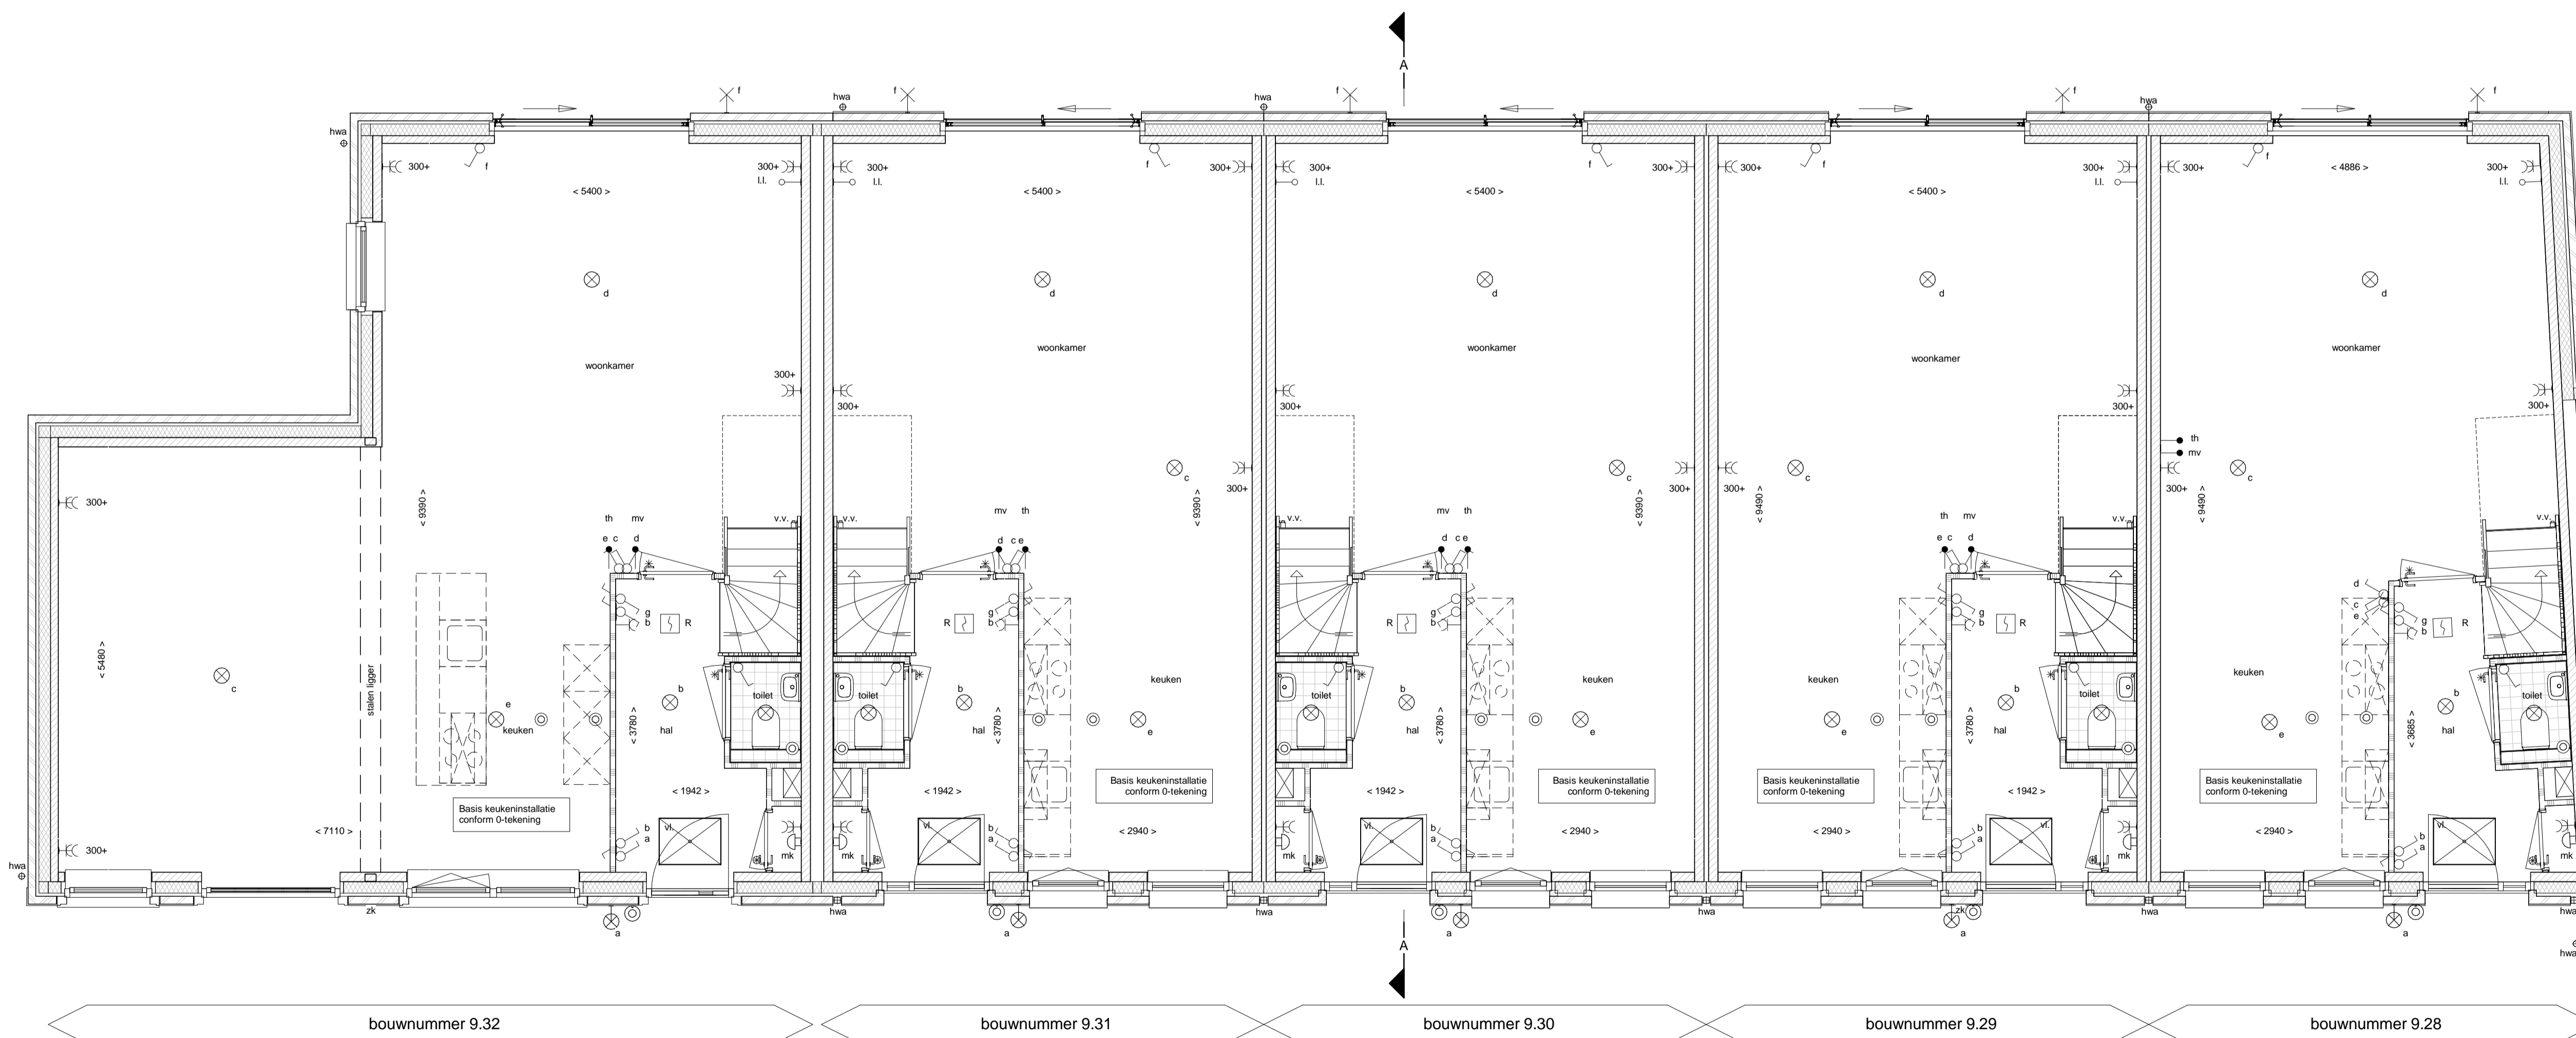 A
f
f
f
f
f
hwa
hwa
hwa
hwa
f
f
f
f
f
300+
300+
300+
300+
300+
300+
300+
300+
300+
300+
l.l.
l.l.
l.l.
l.l.
l.l.
< 5400 >
< 5400 >
< 5400 >
< 5400 >
< 4886 >
d
d
d
d
d
woonkamer
woonkamer
woonkamer
woonkamer
woonkamer
300+
300+
300+
300+
300+
th
mv
c
c
c
c
300+
300+
300+
300+
300+
< 9390 >
< 9390 >
< 9390 >
< 9490 >
< 9490 >
th mv
v.v.
v.v.
mv th
v.v.
mv th
th mv
v.v.
v.v.
e c d
d c e
d c e
e c d
d
c
e
g
b
R
R
g
b
R
g
b
g
b
R
g
b
R
< 5480 >
c
stalen ligger
e
keuken
b
hal
< 3780 >
toilet
toilet
b
hal
< 3780 >
keuken
e
toilet
b
hal
< 3780 >
keuken
e
keuken
e
b
hal
< 3780 >
toilet
keuken
e
b
hal
< 3685 >
toilet
Basis keukeninstallatie
conform 0-tekening
Basis keukeninstallatie
conform 0-tekening
Basis keukeninstallatie
conform 0-tekening
Basis keukeninstallatie
conform 0-tekening
Basis keukeninstallatie
conform 0-tekening
< 1942 >
< 1942 >
< 1942 >
< 1942 >
< 7110 >
< 2940 >
< 2940 >
< 2940 >
< 2940 >
300+
vl.
vl.
vl.
vl.
vl.
b
a
b
a
b
a
b
a
b
a
mk
mk
mk
mk
mk
hwa
zk
hwa
hwa
hwa
zk
hwa
hwa
a
a
a
a
a
hwa
A
bouwnummer 9.32
bouwnummer 9.31
bouwnummer 9.30
bouwnummer 9.29
bouwnummer 9.28